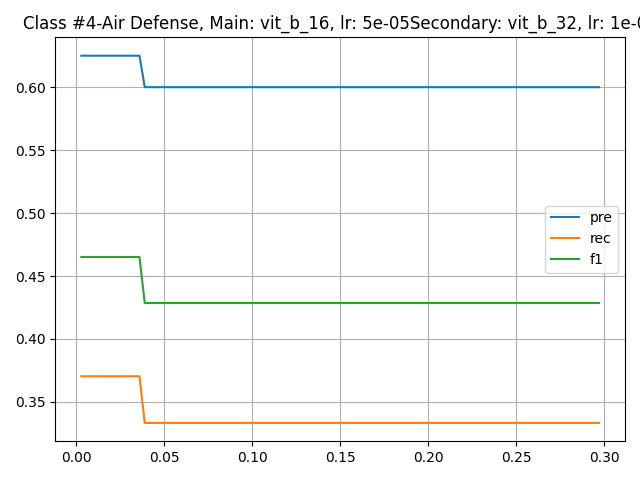 Class #4-Air Defense, Main: vit_b_16, lr: 5e-05Secondary: vit_b_32, lr: 1e-0
0.60
0.55
0.50
0.45
0.40
0.35
pre
rec
f1
0.00 0.05 0.10 0.15 0.20 0.25 0.30